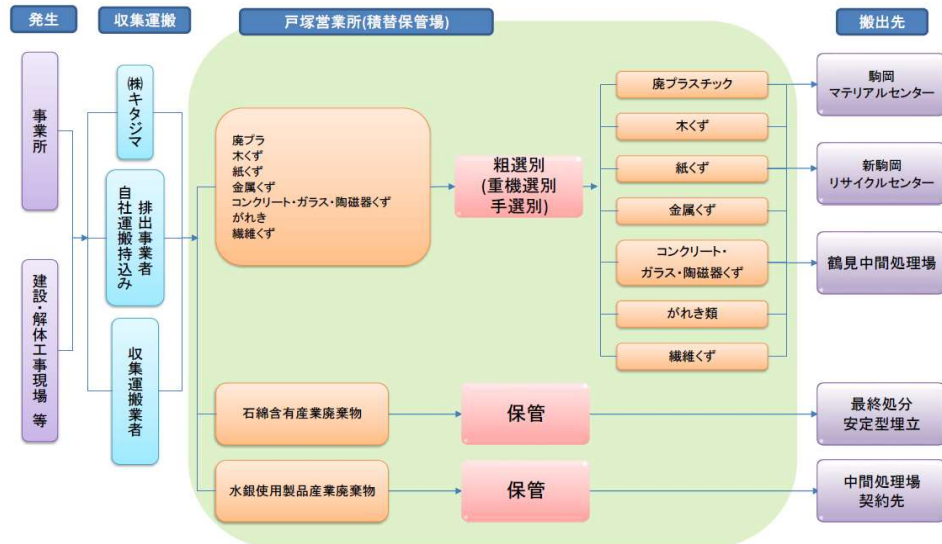 発生
収集運搬
戸塚営業所(積替保管場)
搬出先
事業所
建設・解体工事現場 等
㈱キタジマ
排出事業者
自社運搬持込み
収集運搬業者
廃プラ
木くず
紙くず
金属くず
コンクリート・ガラス・陶磁器くず
がれき
繊維くず
粗選別
(重機選別
手選別)
廃プラスチック
木くず
紙くず
金属くず
コンクリート・
ガラス・陶磁器くず
がれき類
繊維くず
駒岡
マテリアルセンター
新駒岡
リサイクルセンター
鶴見中間処理場
石綿含有産業廃棄物
保管
最終処分
安定型埋立
水銀使用製品産業廃棄物
保管
中間処理場
契約先